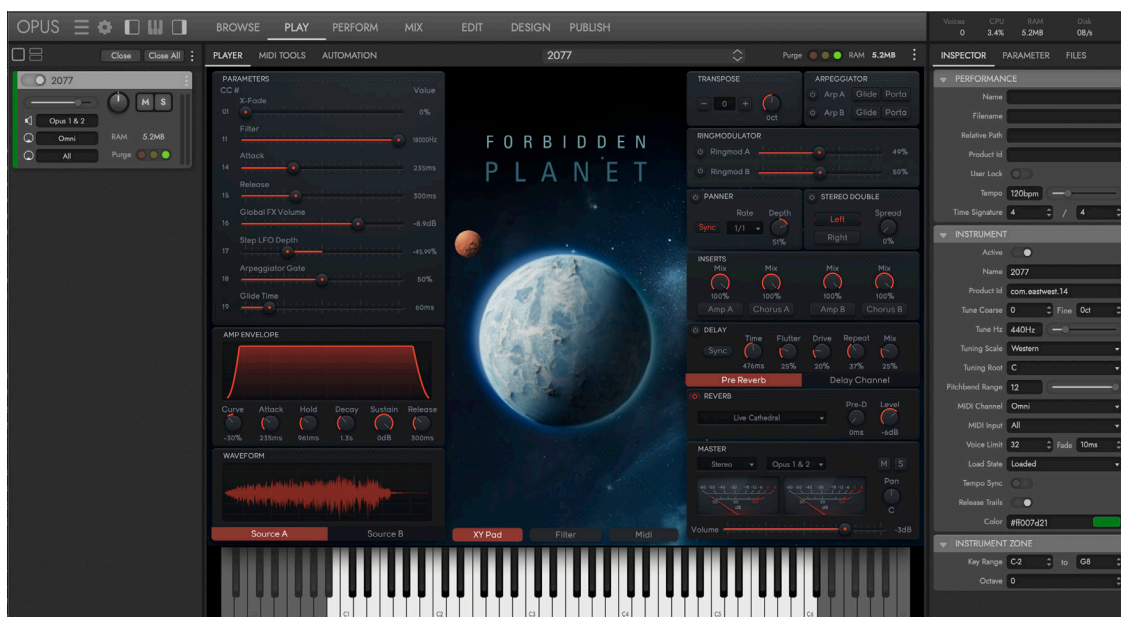 OPUS BROWSE PLAY PERFORM MIX EDIT DESIGN PUBLISH
Voices CPU RAM Disk
0 3.4% 5.2MB 0B/s
Close Close All
PLAYER MIDI TOOLS AUTOMATION 2077 Purge RAM 5.2MB
INSPECTOR PARAMETER FILES
2077
M S
Opus 1 & 2
Omni RAM 5.2MB
All Purge
PARAMETERS
CC # Value
X-Fade
01 0%
Filter
11 18000Hz
Attack
14 235ms
Release
15 300ms
Global FX Volume
16 -8.9dB
Step LFO Depth
17 -45.99%
Arpeggiator Gate
18 50%
Glide Time
19 60ms
AMP ENVELOPE
Curve Attack Hold Decay Sustain Release
-30% 235ms 961ms 1.3s 0dB 300ms
WAVEFORM
Source A Source B
FORBIDDEN
PLANET
XY Pad Filter Midi
TRANSPOSE
- 0 +
0ct
ARPEGGIATOR
Arp A Glide Porta
Arp B Glide Porta
RINGMODULATOR
Ringmod A 49%
Ringmod B 50%
PANNER
Rate Depth
Sync 1/1
51%
STEREO DOUBLE
Left Spread
Right
0%
INSERTS
Mix Mix Mix Mix
100% 100% 100% 100%
Amp A Chorus A Amp B Chorus B
DELAY
Time Flutter Drive Repeat Mix
Sync
476ms 25% 20% 37% 25%
Pre Reverb Delay Channel
REVERB
Pre-D Level
Live Cathedral
0ms -6dB
MASTER
Stereo Opus 1 & 2 M S
Pan
C
Volume -3dB
C1 C2 C3 C4 C5 C6
PERFORMANCE
Name
Filename
Relative Path
Product Id
User Lock
Tempo 120bpm
Time Signature 4 / 4
INSTRUMENT
Active
Name 2077
Product Id com.eastwest.14
Tune Coarse 0 Fine 0ct
Tune Hz 440Hz
Tuning Scale Western
Tuning Root C
Pitchbend Range 12
MIDI Channel Omni
MIDI Input All
Voice Limit 32 Fade 10ms
Load State Loaded
Tempo Sync
Release Trails
Color #ff007d21
INSTRUMENT ZONE
Key Range C-2 to G8
Octave 0